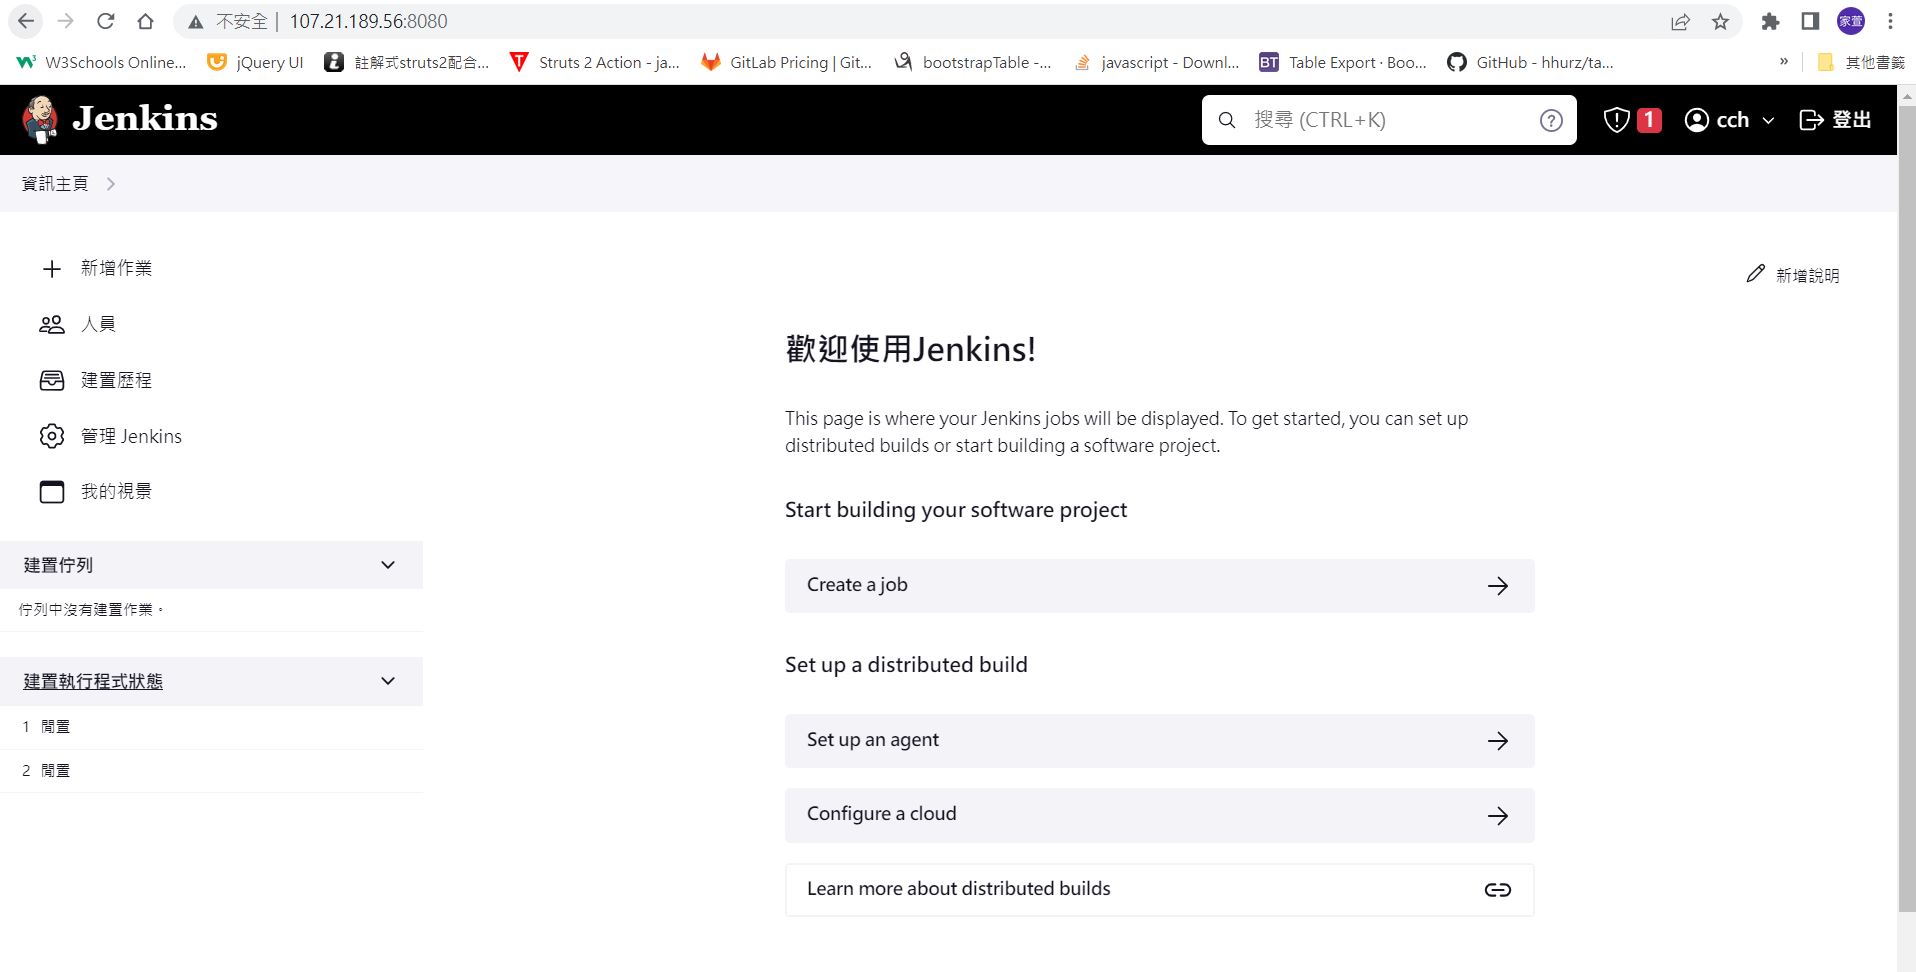 不安全 | 107.21.189.56:8080
家萱
W3Schools Online... jQuery UI 註解式struts2配合... Struts 2 Action - ja... GitLab Pricing | Git... bootstrapTable -... javascript - Downl... BT Table Export · Boo... GitHub - hhurz/ta... » 其他書籤
Jenkins
搜尋 (CTRL+K)
1 cch 登出
資訊主頁
新增作業
人員
建置歷程
管理 Jenkins
我的視景
建置佇列
佇列中沒有建置作業。
建置執行程式狀態
1 閒置
2 閒置
新增說明
歡迎使用Jenkins!
This page is where your Jenkins jobs will be displayed. To get started, you can set up
distributed builds or start building a software project.
Start building your software project
Create a job
Set up a distributed build
Set up an agent
Configure a cloud
Learn more about distributed builds